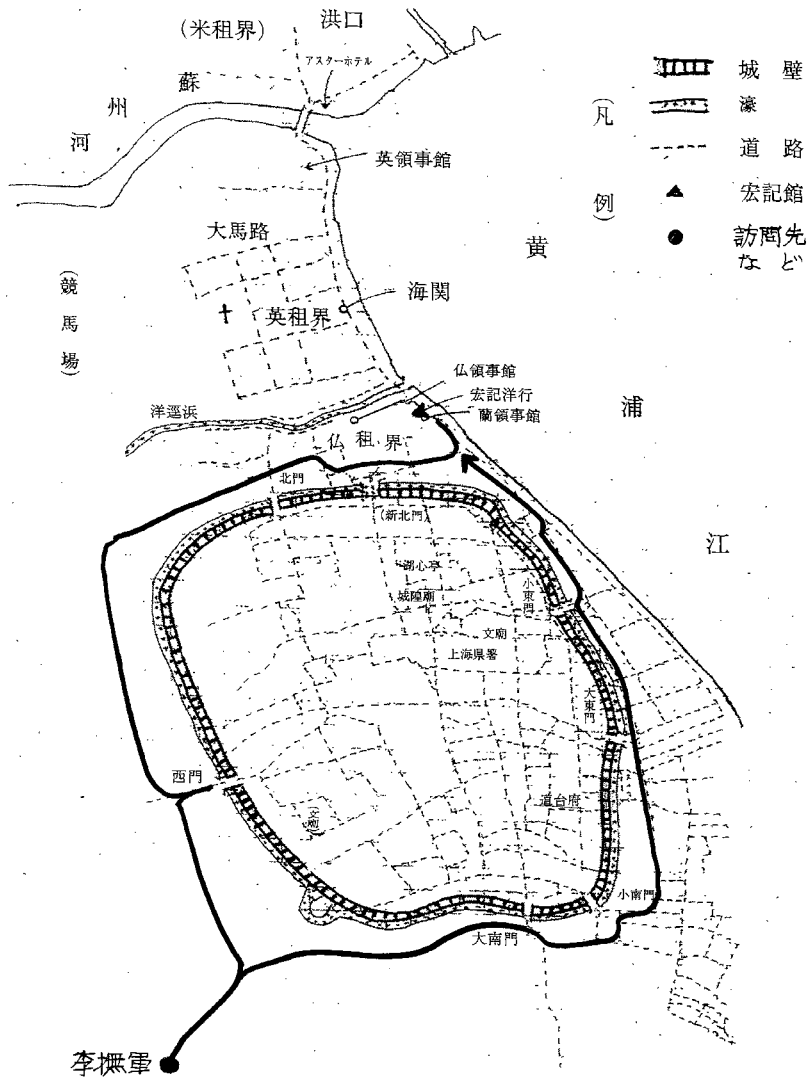 (米租界)
洪口
アスターホテル
蘇
州
河
英領事館
大馬路
(競馬場)
英租界
海関
黄
浦
江
仏領事館
宏記洋行
蘭領事館
洋逕浜
仏租界
北門
(新北門)
湖心亭
城隍廟
小東門
文廟
上海県署
大東門
西門
(文廟)
道台府
小南門
大南門
李撫軍
(凡例)
城壁
濠
道路
宏記館
訪問先
など